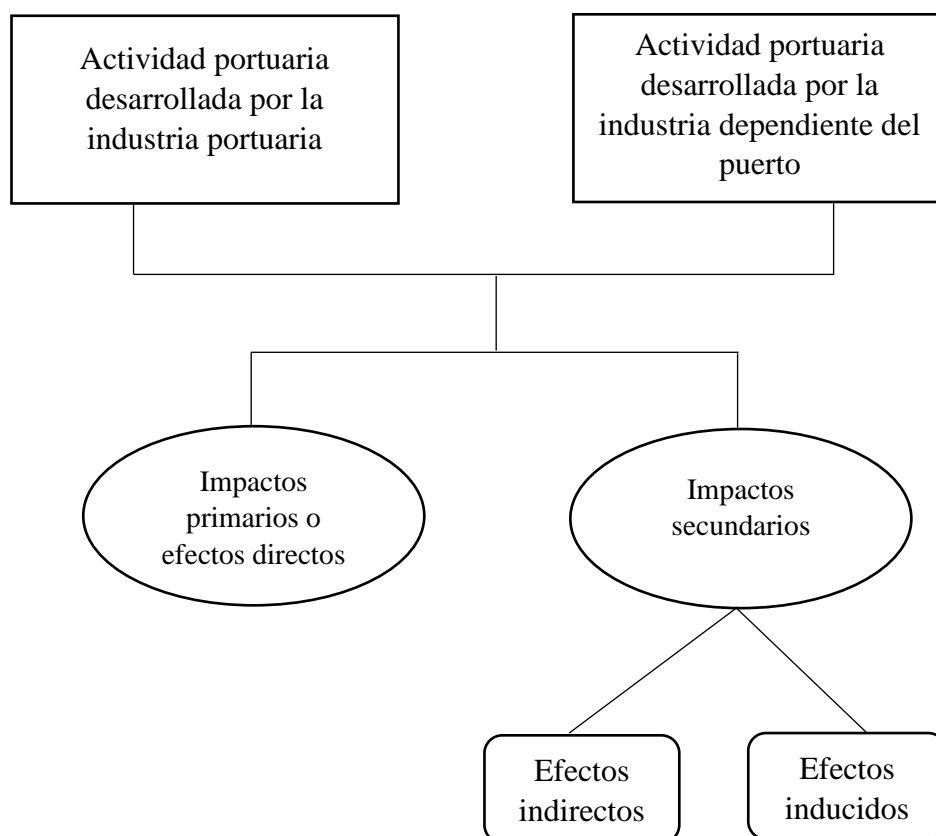 Actividad portuaria
desarrollada por la
industria portuaria
Actividad portuaria
desarrollada por la
industria dependiente del
puerto
Impactos
primarios o
efectos directos
Impactos
secundarios
Efectos
indirectos
Efectos
inducidos